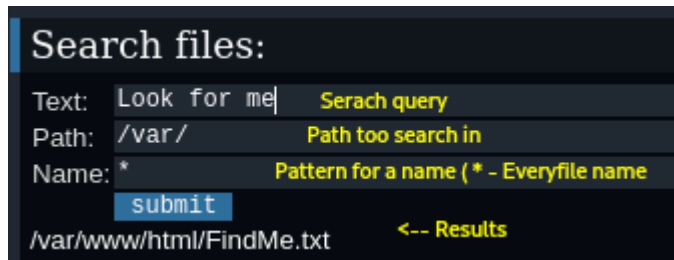 Search files:
Text: Look for me Serach query
Path: /var/ Path too search in
Name: * Pattern for a name ( * - Everyfile name
submit
/var/www/html/FindMe.txt <-- Results